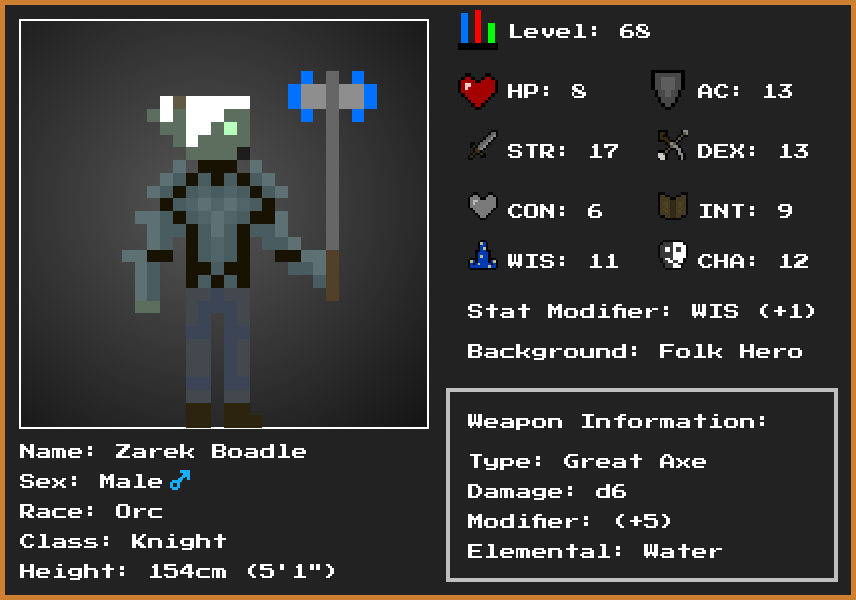 Level: 68
HP: 8
AC: 13
STR: 17
DEX: 13
CON: 6
INT: 9
WIS: 11
CHA: 12
Stat Modifier: WIS (+1)
Background: Folk Hero
Weapon Information:
Type: Great Axe
Damage: d6
Modifier: (+5)
Elemental: Water
Name: Zarek Boadle
Sex: Male♂
Race: Orc
Class: Knight
Height: 154cm (5'1")